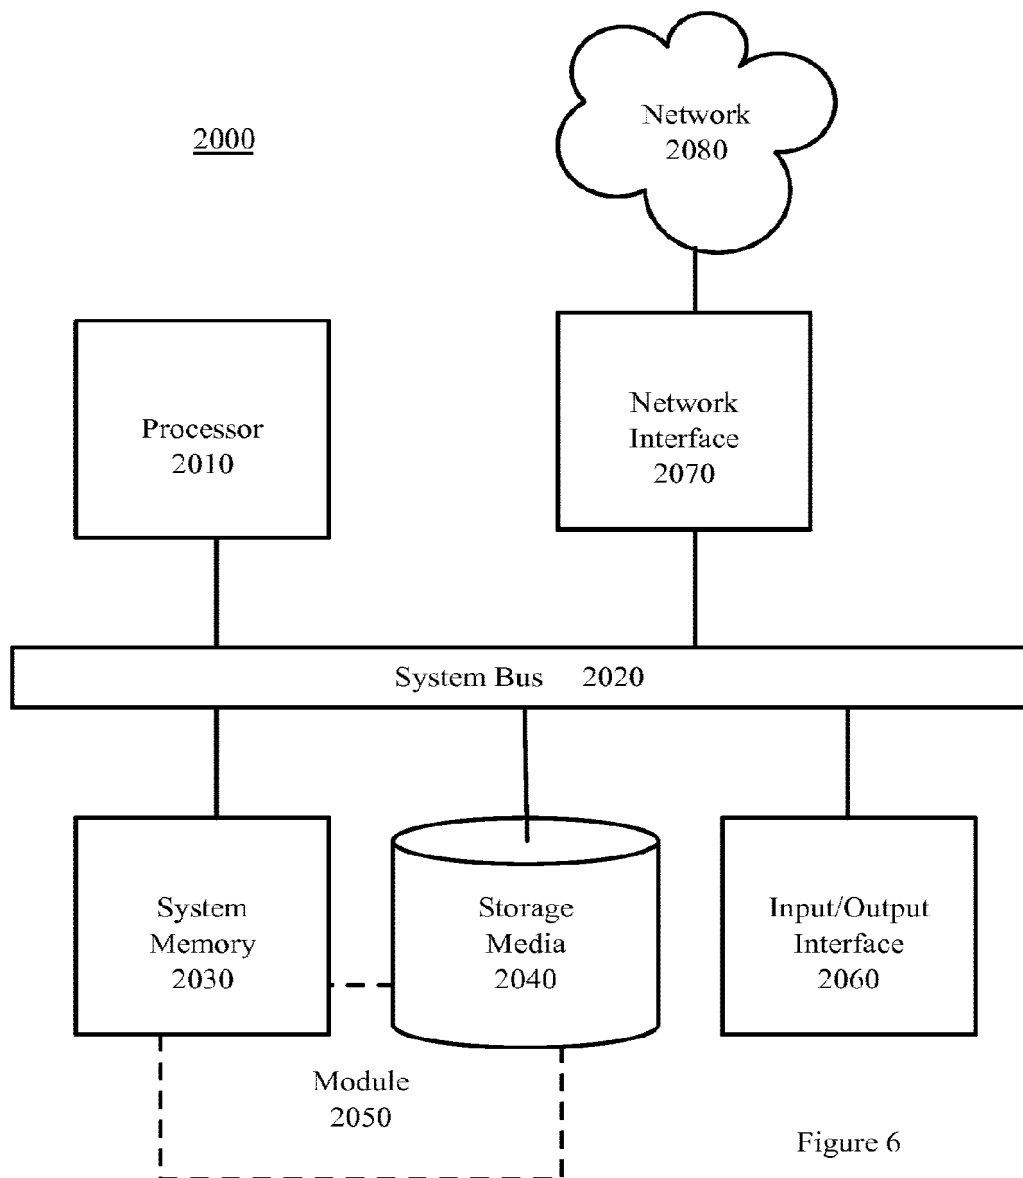 2000
Network
2080
Processor
2010
Network
Interface
2070
System Bus 2020
System
Memory
2030
Storage
Media
2040
Input/Output
Interface
2060
Module
2050
Figure 6